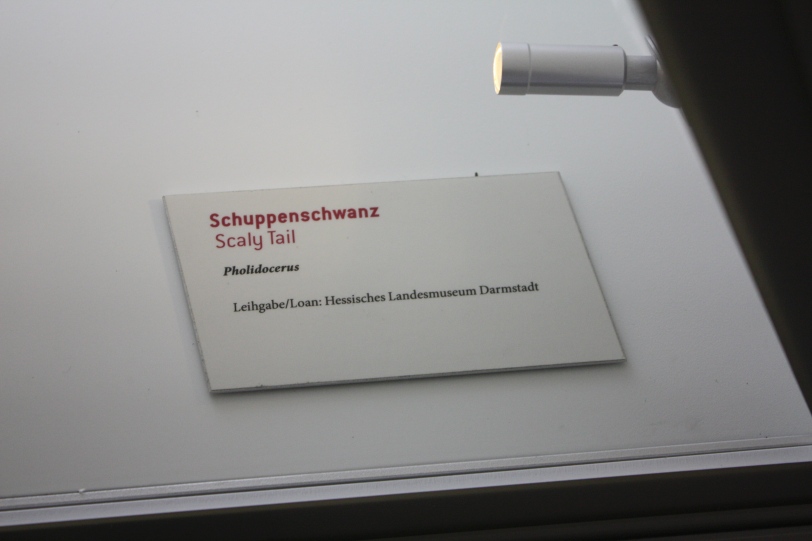 Schuppenschwanz
Scaly Tail
Pholidocerus
Leihgabe/Loan: Hessisches Landesmuseum Darmstadt